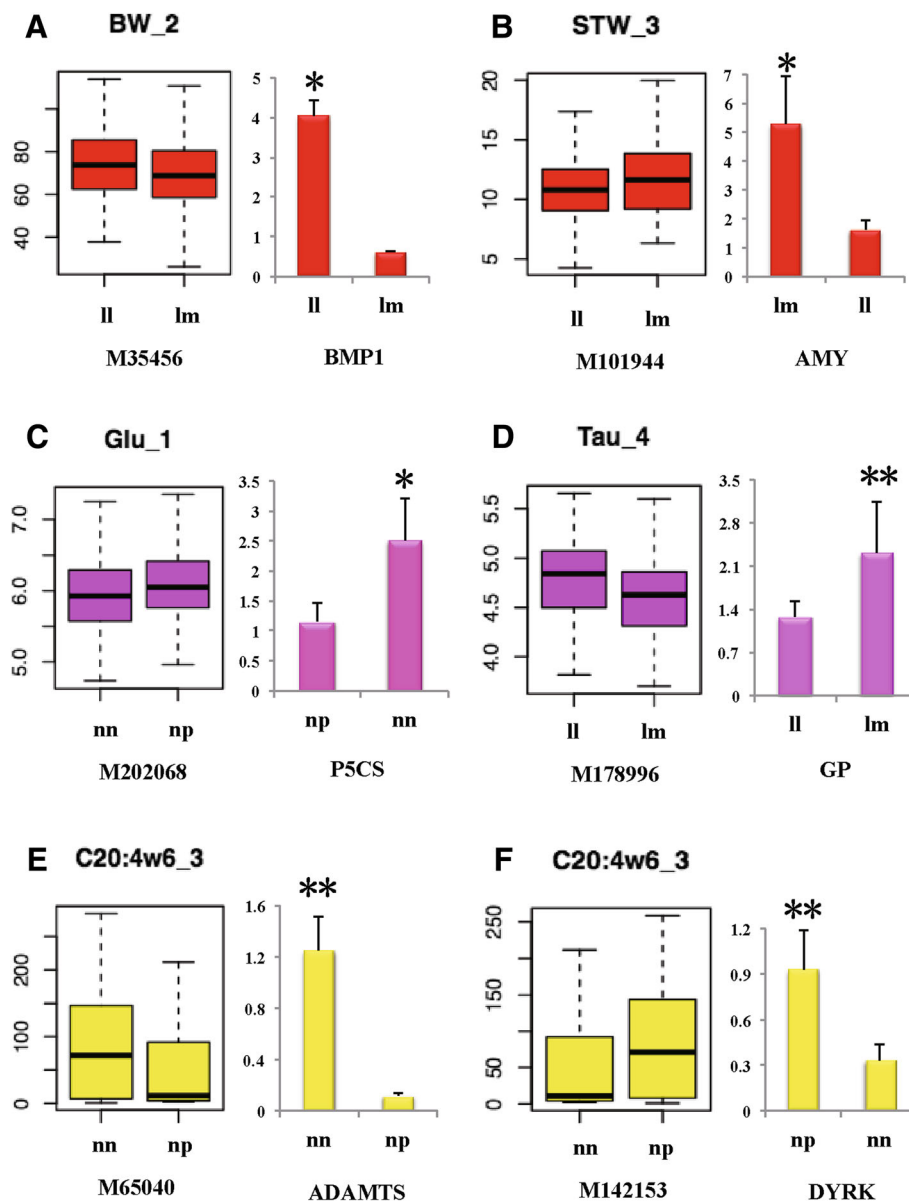 A BW_2
40 60 80
ll lm
M35456
0 1 2 3 4 5
*
ll lm
BMP1
B STW_3
5 10 15 20
ll lm
M101944
0 1 2 3 4 5 6 7
*
lm ll
AMY
C Glu_1
5.0 6.0 7.0
nn np
M202068
0 0.5 1 1.5 2 2.5 3 3.5
*
np nn
P5CS
D Tau_4
4.0 4.5 5.0 5.5
ll lm
M178996
0 0.7 1.4 2.1 2.8 3.5
**
ll lm
GP
E C20:4w6_3
0 100 200
nn np
M65040
0 0.4 0.8 1.2 1.6
**
nn np
ADAMTS
F C20:4w6_3
0 50 100 150 250
nn np
M142153
0 0.3 0.6 0.9 1.2
**
np nn
DYRK